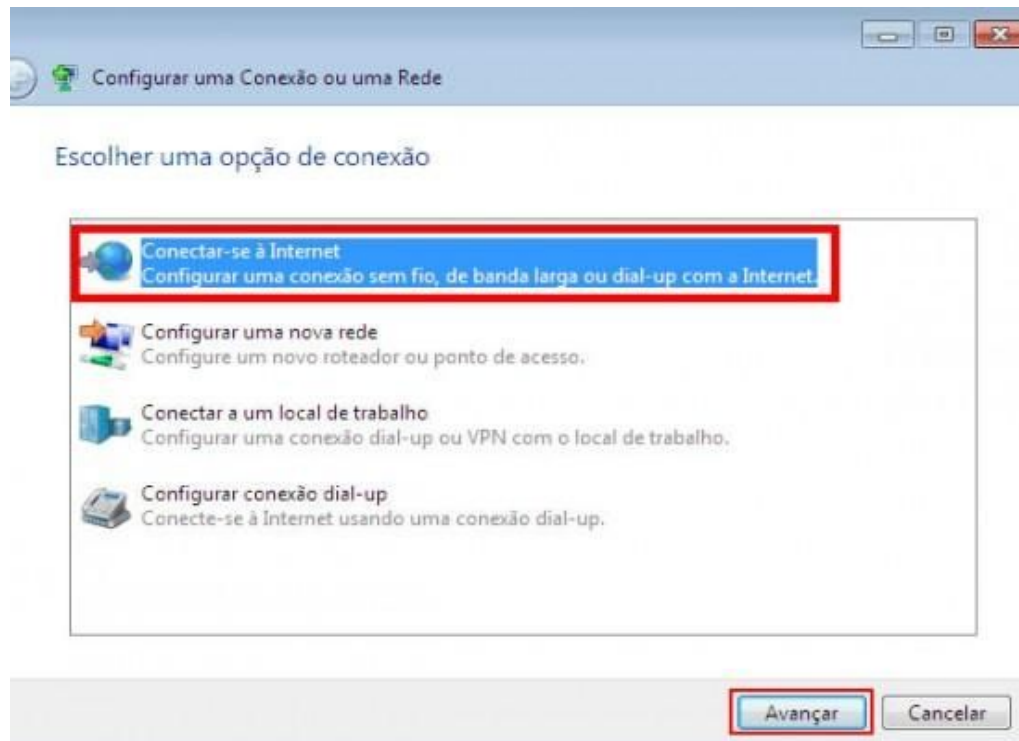 Configurar uma Conexão ou uma Rede
Escolher uma opção de conexão
Conectar-se à Internet
Configurar uma conexão sem fio, de banda larga ou dial-up com a Internet.
Configurar uma nova rede
Configure um novo roteador ou ponto de acesso.
Conectar a um local de trabalho
Configurar uma conexão dial-up ou VPN com o local de trabalho.
Configurar conexão dial-up
Conecte-se à Internet usando uma conexão dial-up.
Avançar Cancelar